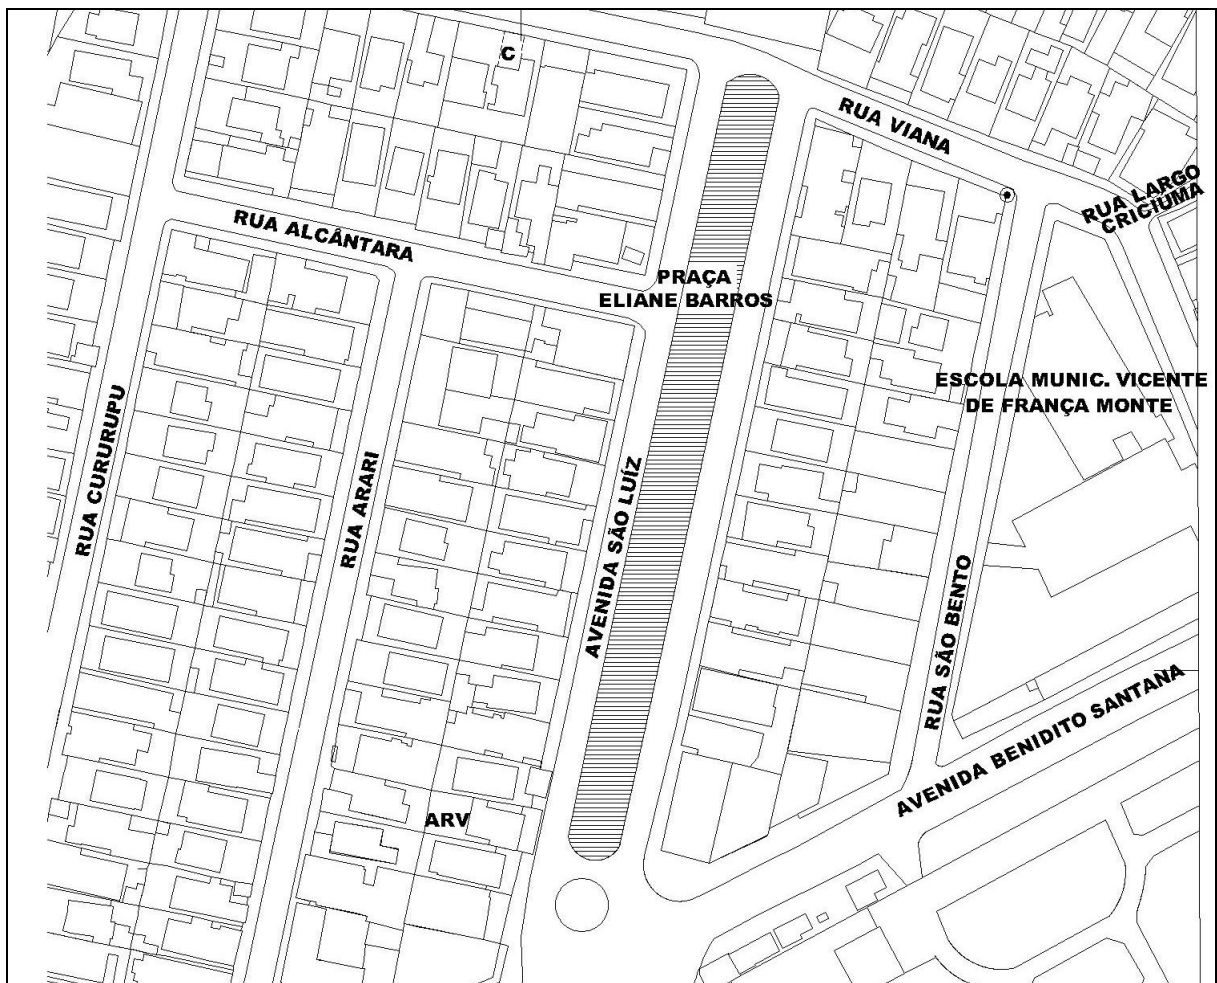 C
RUA VIANA
RUA LARGO
CRICIUMA
RUA ALCÂNTARA
PRAÇA
ELIANE BARROS
ESCOLA MUNIC. VICENTE
DE FRANÇA MONTE
RUA CURURUPU
RUA ARARI
AVENIDA SÃO LUÍZ
RUA SÃO BENTO
AVENIDA BENIDITO SANTANA
ARV